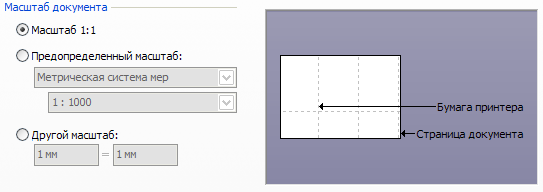 Масштаб документа
Масштаб 1:1
Предопределенный масштаб:
Метрическая система мер
1 : 1000
Другой масштаб:
1 мм = 1 мм
Бумага принтера
Страница документа